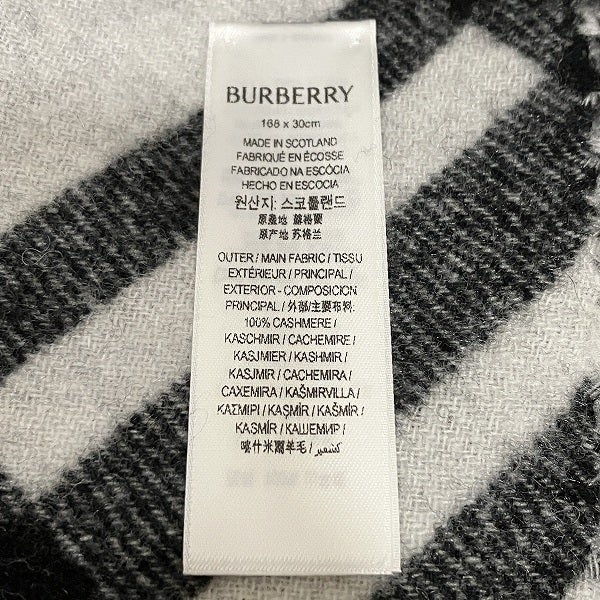 BURBERRY
168 x 30cm
MADE IN SCOTLAND
FABRIQUÉ EN ÉCOSSE
FABRICADO NA ESCÓCIA
HECHO EN ESCOCIA
원산지: 스코틀랜드
原產地 蘇格蘭
原产地 苏格兰
OUTER / MAIN FABRIC / TISSU
EXTÉRIEUR / PRINCIPAL /
EXTERIOR - COMPOSICION
PRINCIPAL / 外部/主要布料:
100% CASHMERE /
KASCHMIR / CACHEMIRE /
KASJMIER / KASHMIR /
KASJMIR / CACHEMIRA /
CAXEMIRA / KAŠMIRVILLA /
ΚΑΣΜΙΡΙ / KAŞMİR / KAŠMIR /
KAŞMİR / КАШЕМИР /
喀什米爾羊毛 / كشمير /